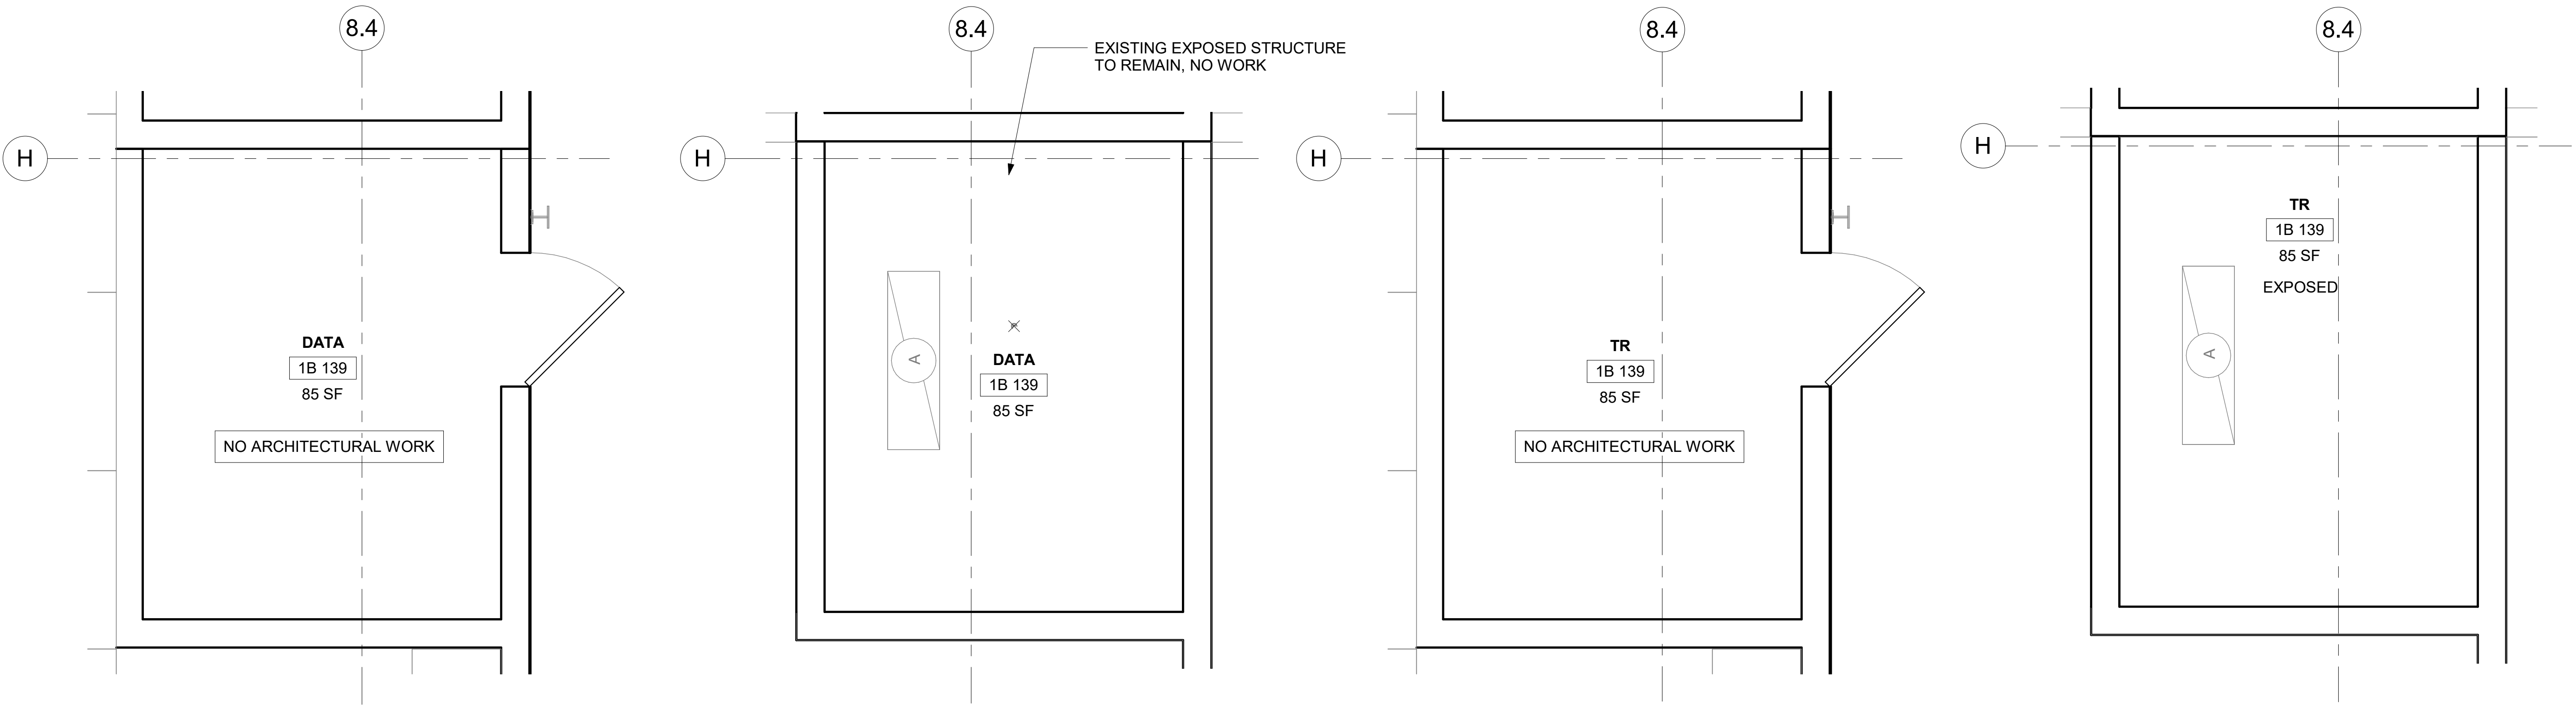 8.4
H
DATA
1B 139
85 SF
NO ARCHITECTURAL WORK
8.4
EXISTING EXPOSED STRUCTURE
TO REMAIN, NO WORK
H
A
DATA
1B 139
85 SF
8.4
H
TR
1B 139
85 SF
NO ARCHITECTURAL WORK
8.4
H
TR
1B 139
85 SF
EXPOSED
A